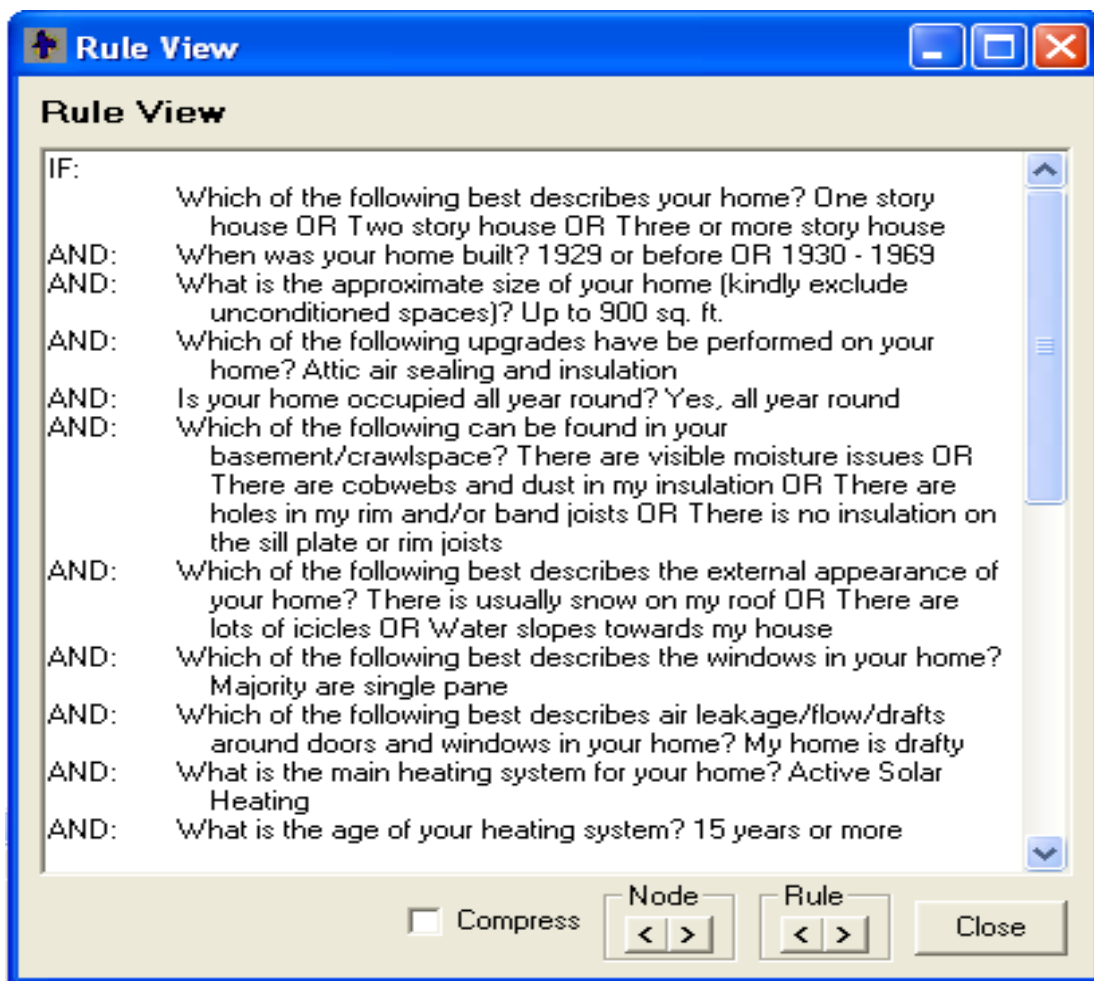 Rule View
Rule View
IF:
Which of the following best describes your home? One story
house OR Two story house OR Three or more story house
AND: When was your home built? 1929 or before OR 1930 - 1969
AND: What is the approximate size of your home (kindly exclude
unconditioned spaces)? Up to 900 sq. ft.
AND: Which of the following upgrades have be performed on your
home? Attic air sealing and insulation
AND: Is your home occupied all year round? Yes, all year round
AND: Which of the following can be found in your
basement/crawlspace? There are visible moisture issues OR
There are cobwebs and dust in my insulation OR There are
holes in my rim and/or band joists OR There is no insulation on
the sill plate or rim joists
AND: Which of the following best describes the external appearance of
your home? There is usually snow on my roof OR There are
lots of icicles OR Water slopes towards my house
AND: Which of the following best describes the windows in your home?
Majority are single pane
AND: Which of the following best describes air leakage/flow/drafts
around doors and windows in your home? My home is drafty
AND: What is the main heating system for your home? Active Solar
Heating
AND: What is the age of your heating system? 15 years or more
Node Rule
Compress < > < > Close